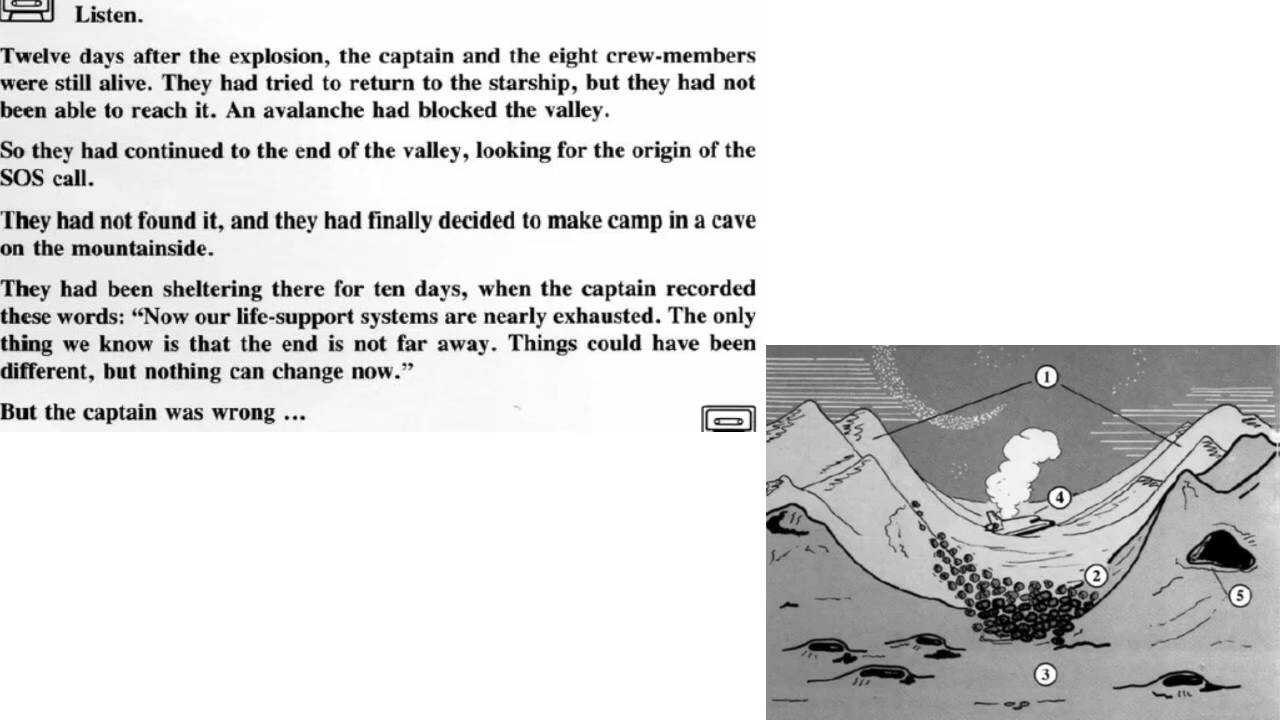 Listen.
Twelve days after the explosion, the captain and the eight crew-members
were still alive. They had tried to return to the starship, but they had not
been able to reach it. An avalanche had blocked the valley.
So they had continued to the end of the valley, looking for the origin of the
SOS call.
They had not found it, and they had finally decided to make camp in a cave
on the mountainside.
They had been sheltering there for ten days, when the captain recorded
these words: “Now our life-support systems are nearly exhausted. The only
thing we know is that the end is not far away. Things could have been
different, but nothing can change now.”
But the captain was wrong ...
1
4
2
5
3